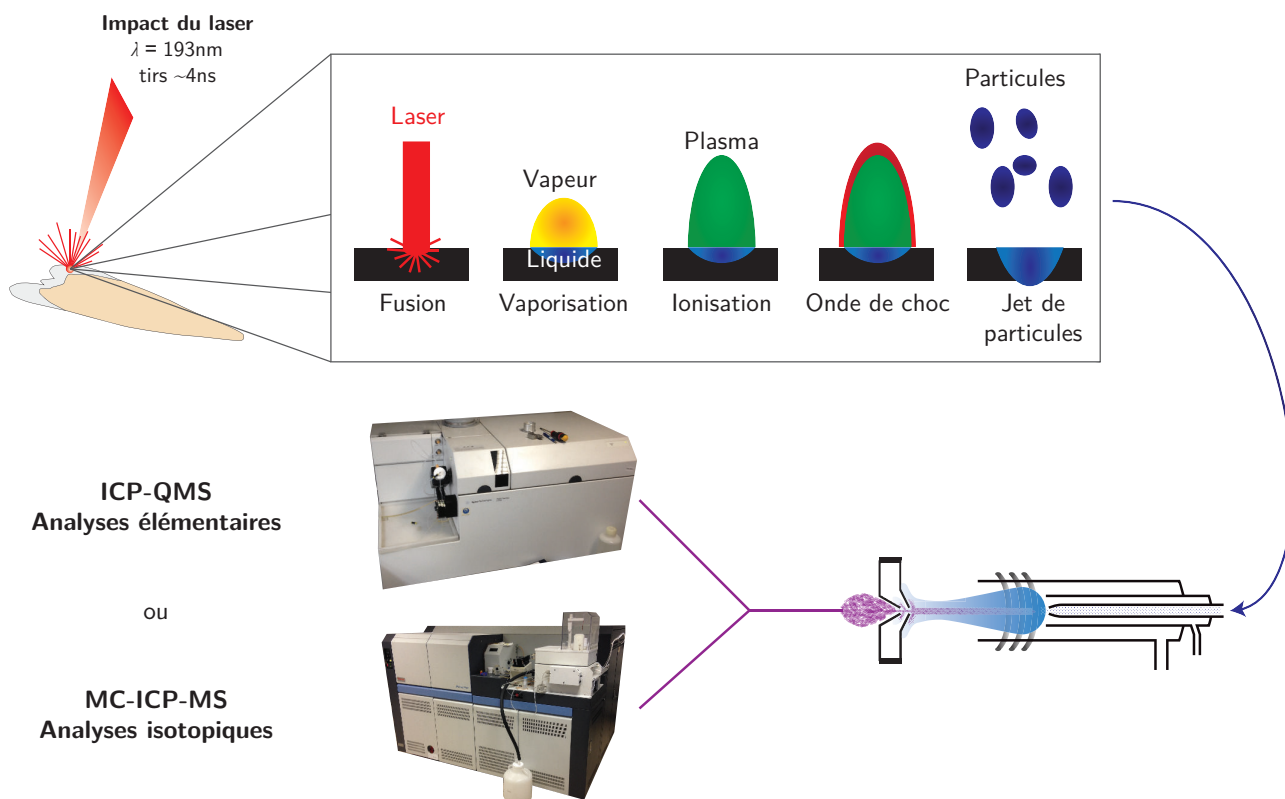 Impact du laser
λ = 193nm
tirs ~4ns
Particules
Laser
Plasma
Vapeur
Liquide
Fusion
Vaporisation
Ionisation
Onde de choc
Jet de
particules
ICP-QMS
Analyses élémentaires
ou
MC-ICP-MS
Analyses isotopiques